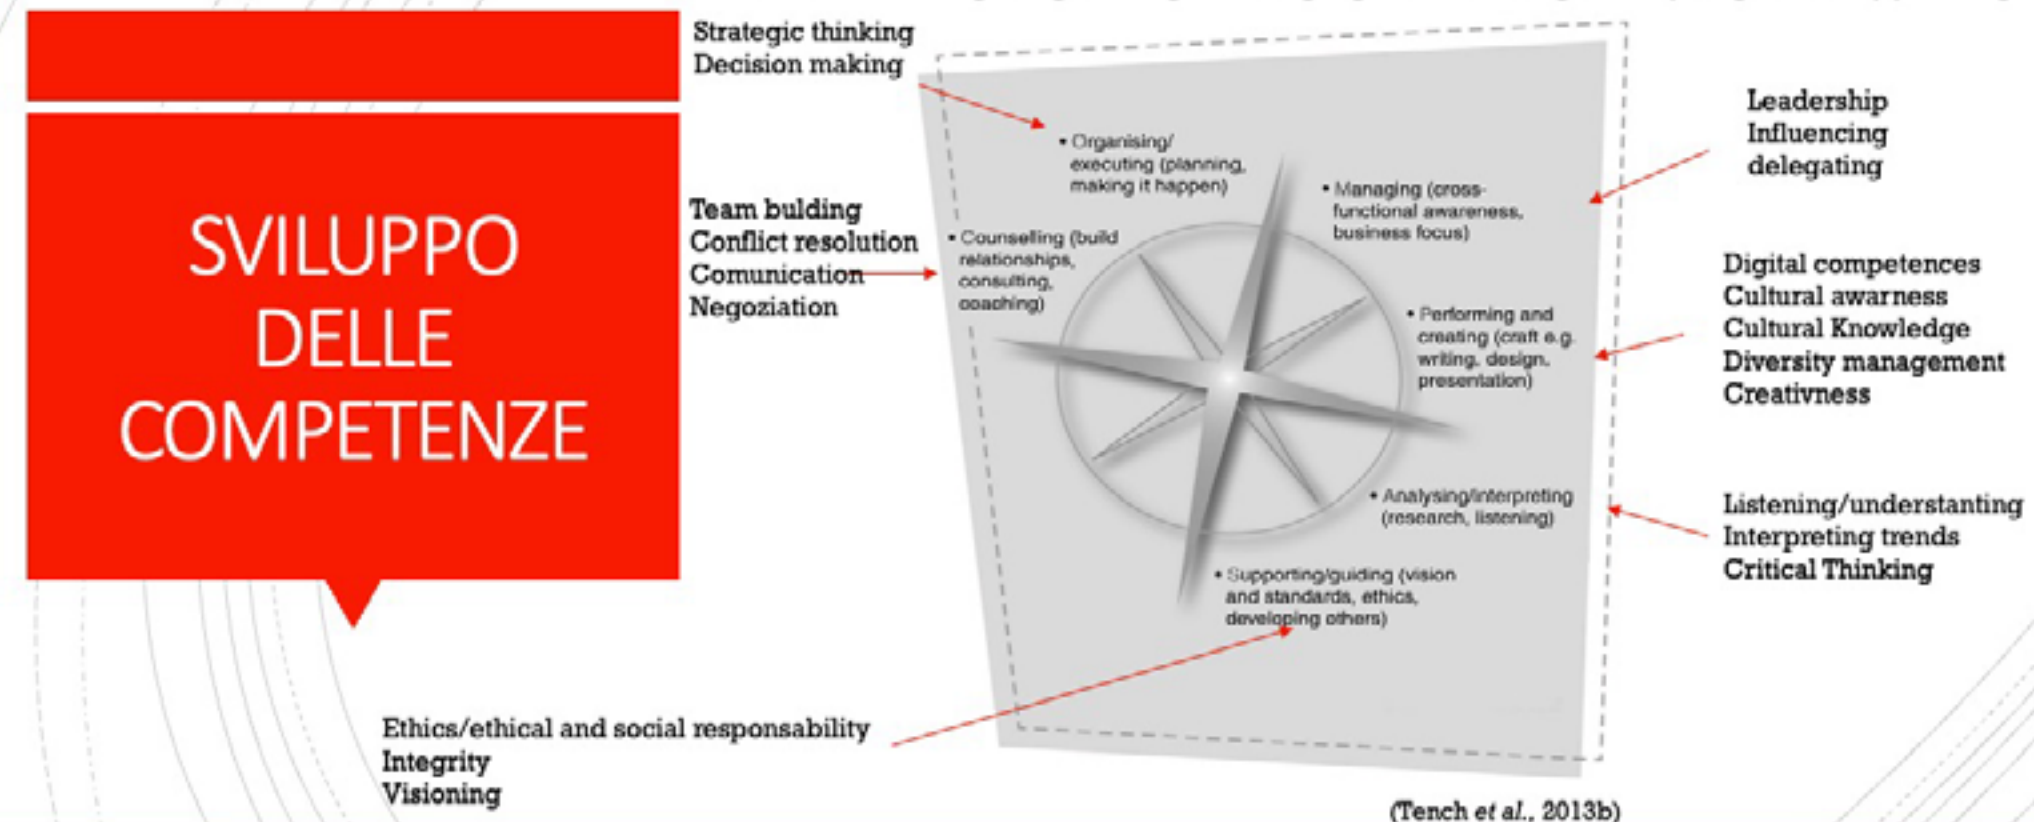 SVILUPPO
DELLE
COMPETENZE
Strategic thinking
Decision making
Team bulding
Conflict resolution
Comunication
Negoziation
• Organising/
executing (planning,
making it happen)
• Counselling (build
relationships,
consulting,
coaching)
• Managing (cross-
functional awareness,
business focus)
• Performing and
creating (craft e.g.
writing, design,
presentation)
• Analysing/interpreting
(research, listening)
• Supporting/guiding (vision
and standards, ethics,
developing others)
Leadership
Influencing
delegating
Digital competences
Cultural awarness
Cultural Knowledge
Diversity management
Creativness
Listening/understanting
Interpreting trends
Critical Thinking
Ethics/ethical and social responsability
Integrity
Visioning
(Tench et al., 2013b)